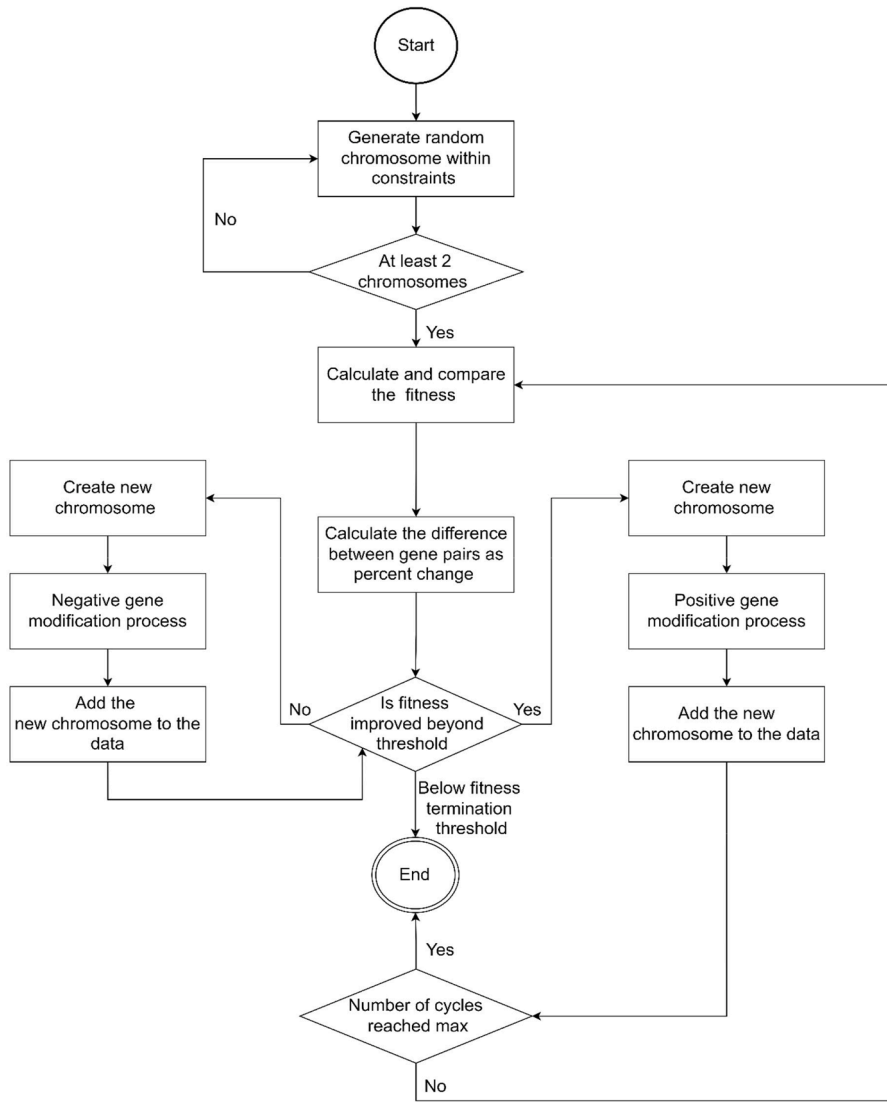 Start
Generate random
chromosome within
constraints
No
At least 2
chromosomes
Yes
Calculate and compare
the fitness
Create new
chromosome
Create new
chromosome
Calculate the difference
between gene pairs as
percent change
Negative gene
modification process
Positive gene
modification process
Add the
new chromosome to the
data
No
Is fitness
improved beyond
threshold
Yes
Add the new
chromosome to the data
Below fitness
termination
threshold
End
Yes
Number of cycles
reached max
No